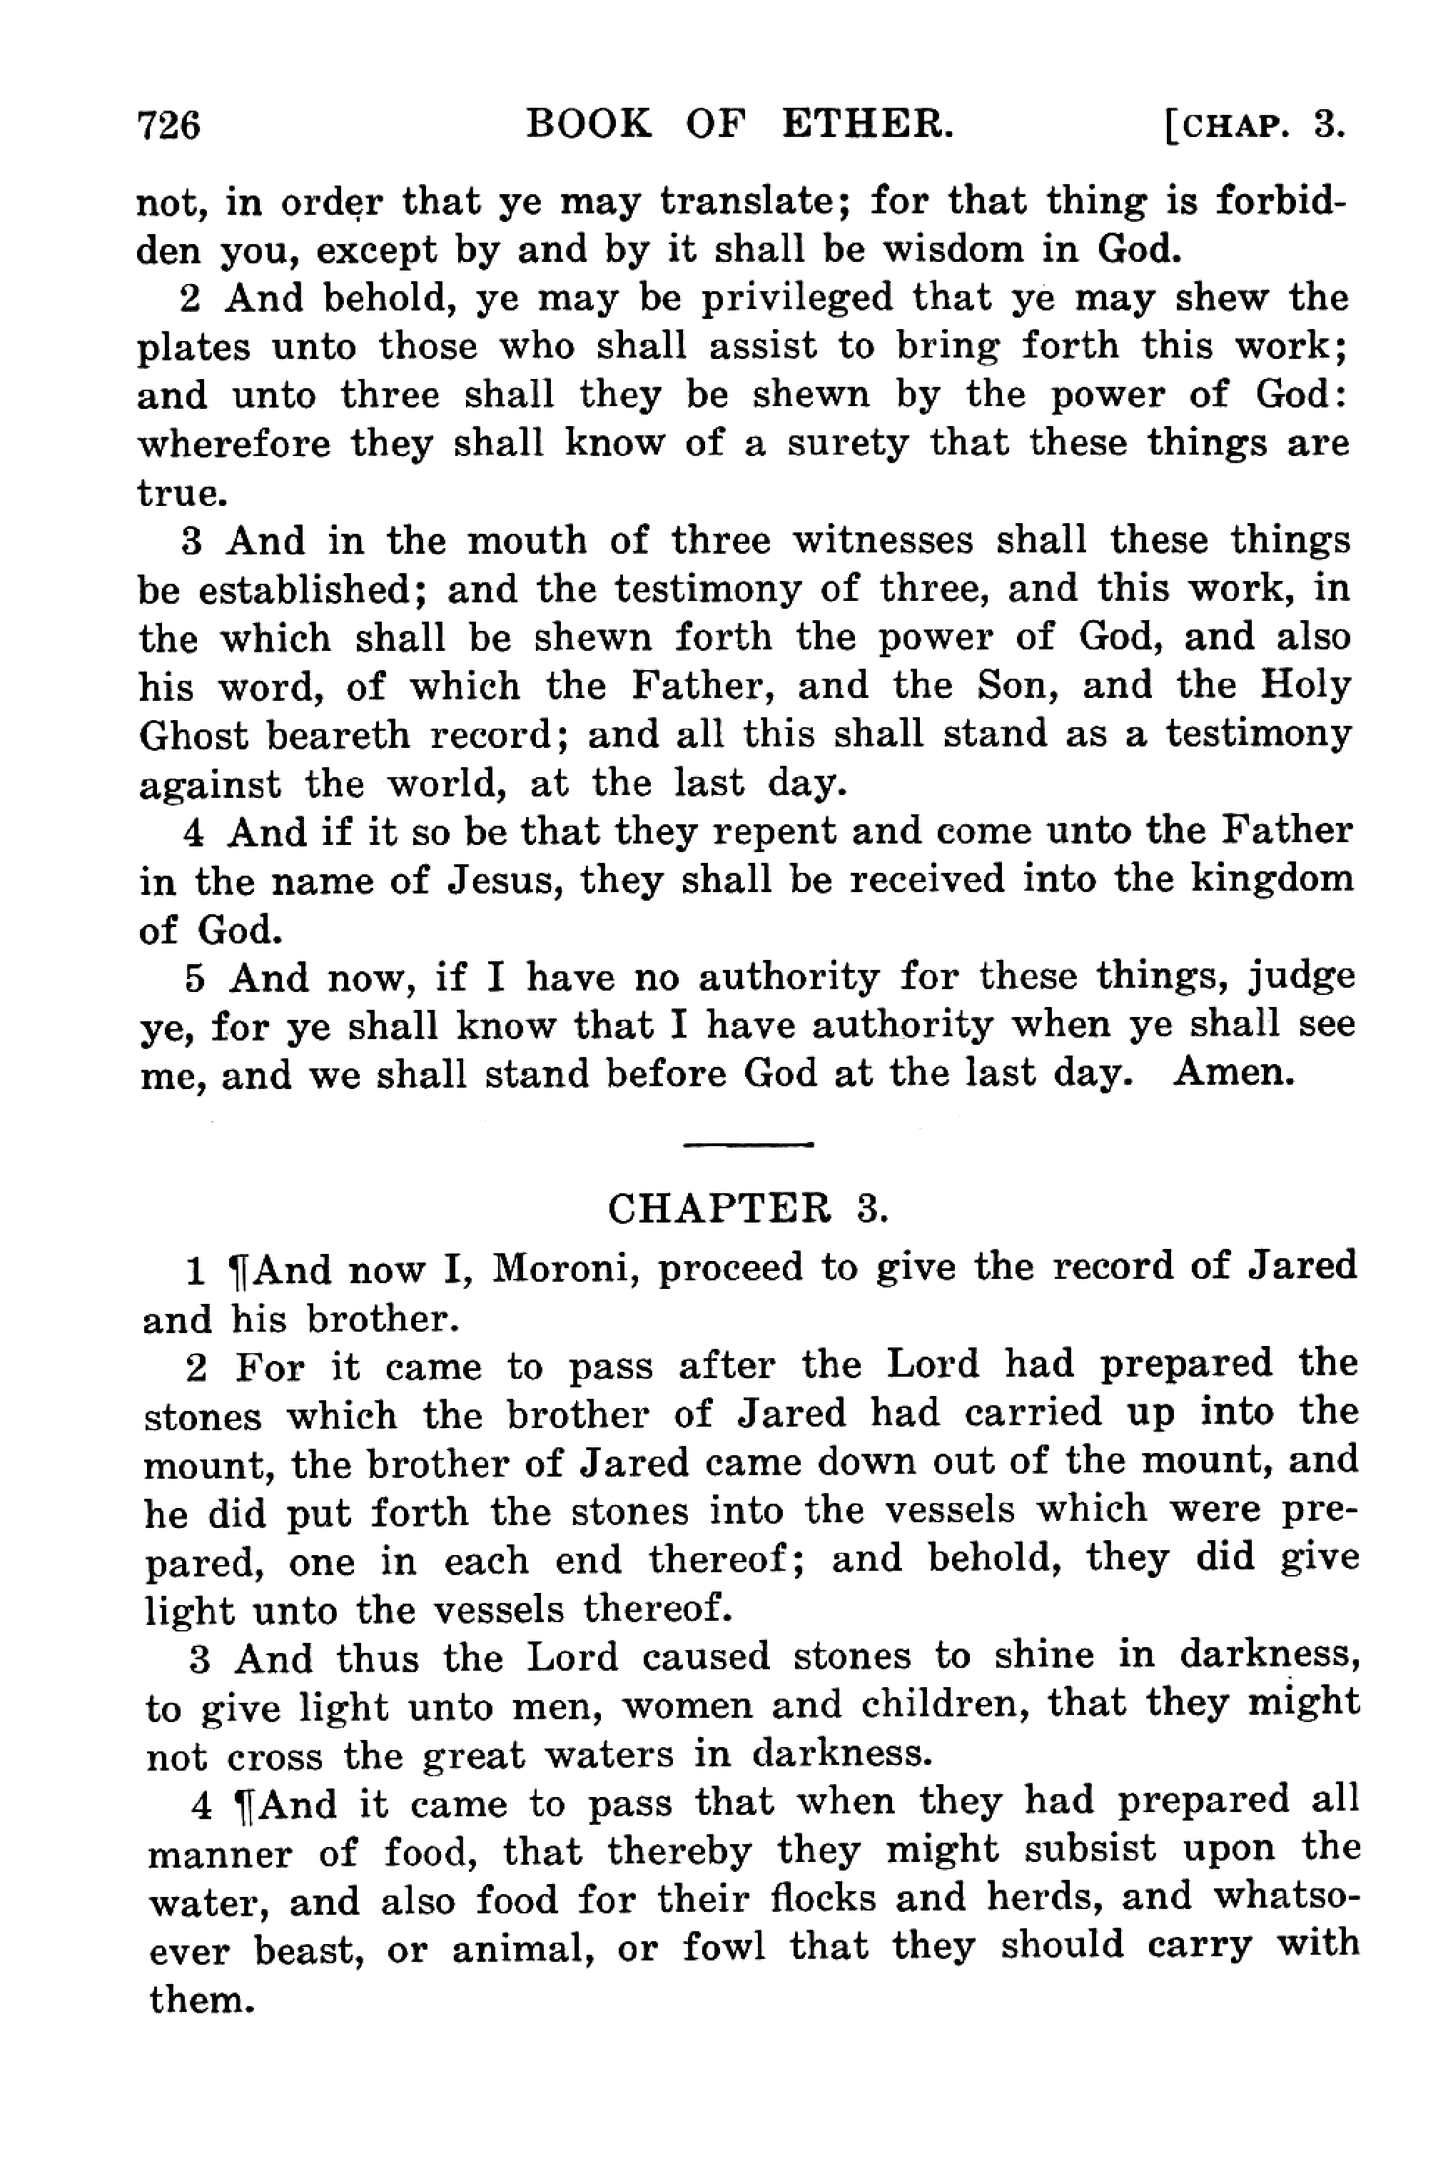 726 BOOK OF ETHER. [CHAP. 3.
not, in order that ye may translate; for that thing is forbid-
den you, except by and by it shall be wisdom in God.
2 And behold, ye may be privileged that ye may shew the
plates unto those who shall assist to bring forth this work;
and unto three shall they be shewn by the power of God:
wherefore they shall know of a surety that these things are
true.
3 And in the mouth of three witnesses shall these things
be established; and the testimony of three, and this work, in
the which shall be shewn forth the power of God, and also
his word, of which the Father, and the Son, and the Holy
Ghost beareth record; and all this shall stand as a testimony
against the world, at the last day.
4 And if it so be that they repent and come unto the Father
in the name of Jesus, they shall be received into the kingdom
of God.
5 And now, if I have no authority for these things, judge
ye, for ye shall know that I have authority when ye shall see
me, and we shall stand before God at the last day. Amen.
CHAPTER 3.
1 ¶And now I, Moroni, proceed to give the record of Jared
and his brother.
2 For it came to pass after the Lord had prepared the
stones which the brother of Jared had carried up into the
mount, the brother of Jared came down out of the mount, and
he did put forth the stones into the vessels which were pre-
pared, one in each end thereof; and behold, they did give
light unto the vessels thereof.
3 And thus the Lord caused stones to shine in darkness,
to give light unto men, women and children, that they might
not cross the great waters in darkness.
4 ¶And it came to pass that when they had prepared all
manner of food, that thereby they might subsist upon the
water, and also food for their flocks and herds, and whatso-
ever beast, or animal, or fowl that they should carry with
them.